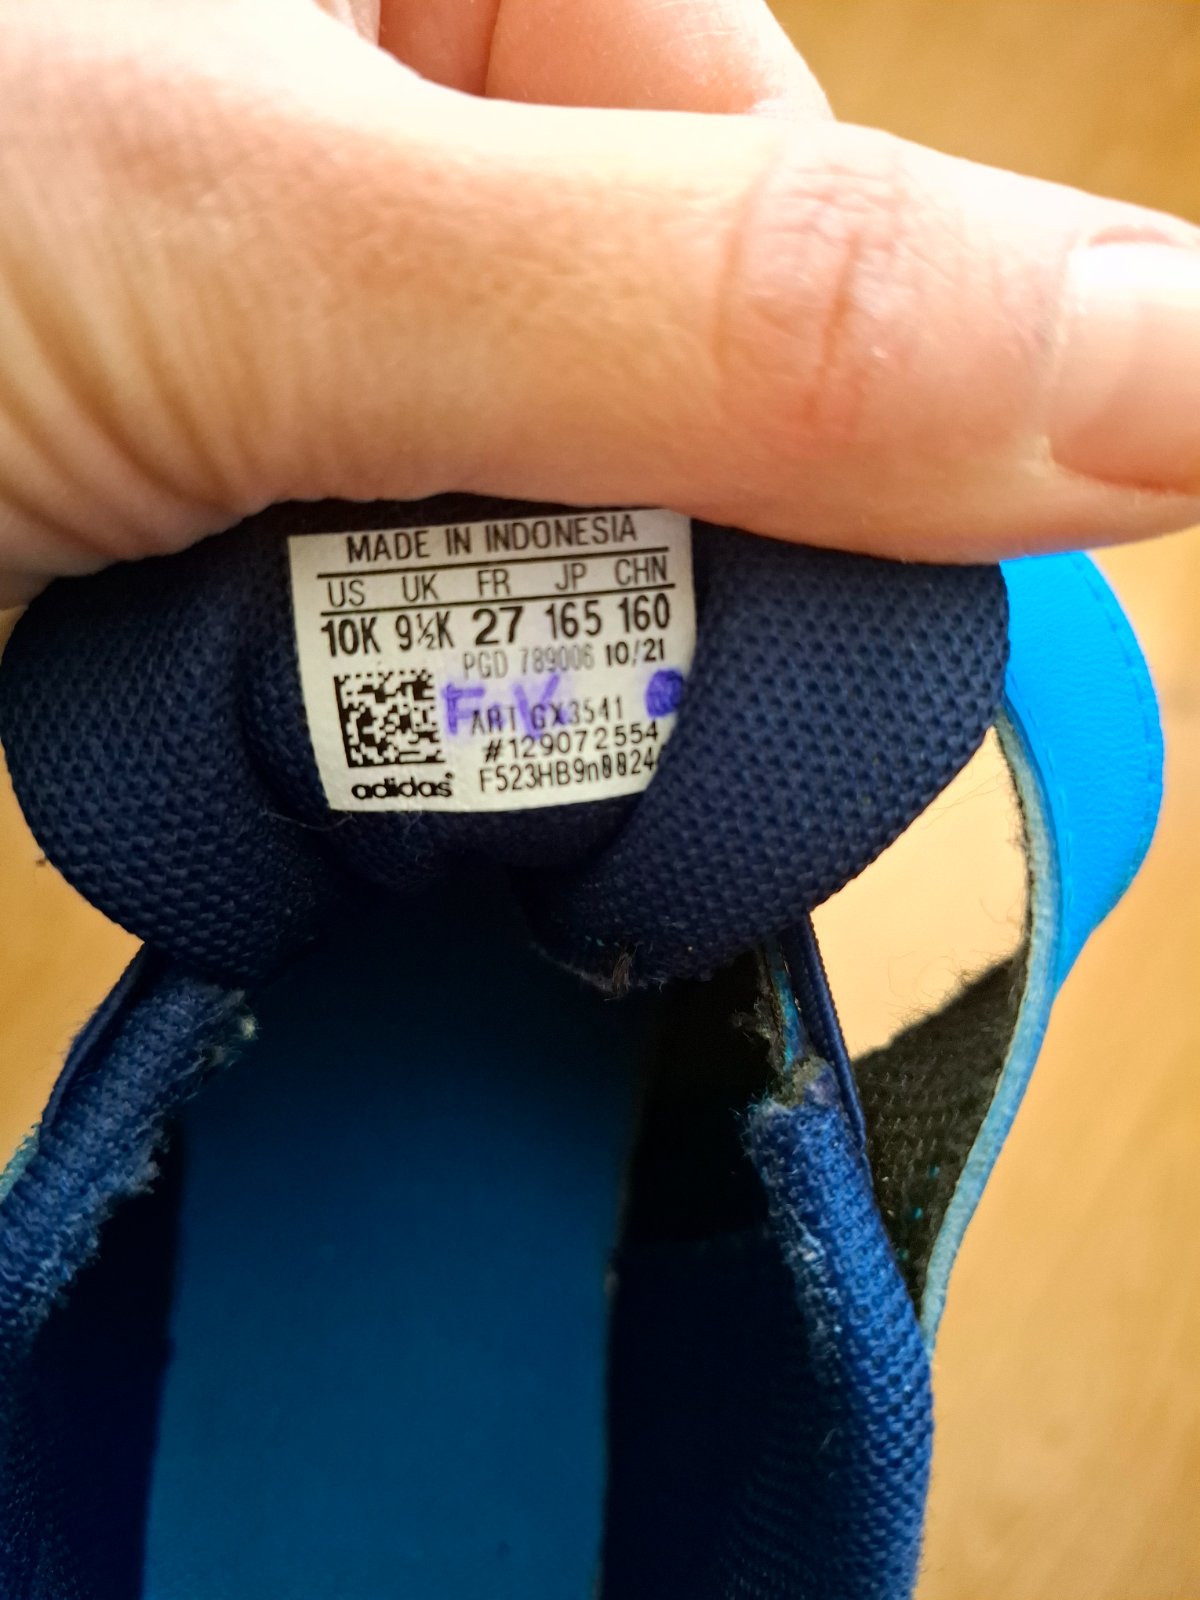 MADE IN INDONESIA
US UK FR JP CHN
10K 9½K 27 165 160
PGD 789006 10/21
F.V.
ART GX3541
#129072554
adidas F523HB9n0024